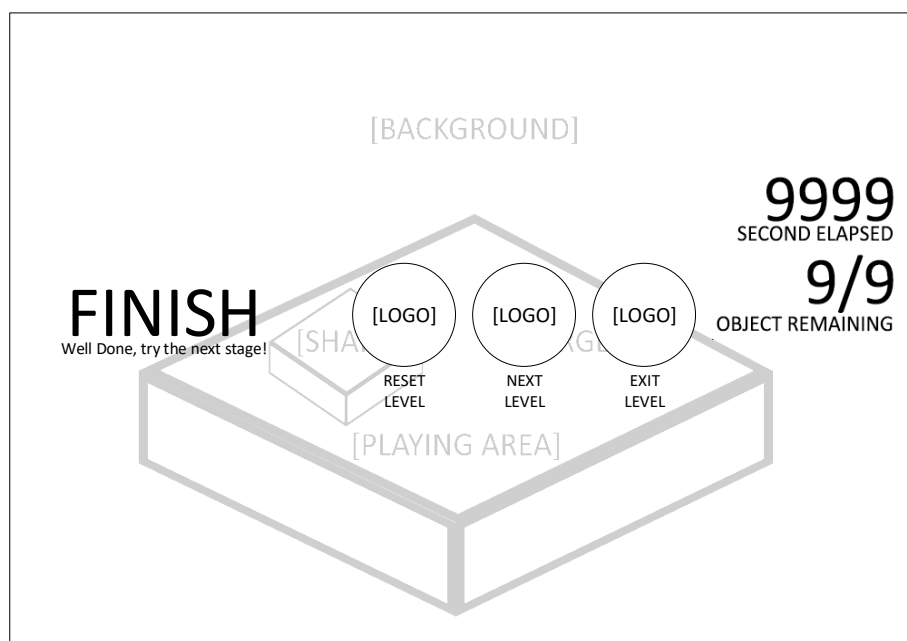 [BACKGROUND]
9999
SECOND ELAPSED
9/9
OBJECT REMAINING
FINISH
Well Done, try the next stage!
[LOGO]
[LOGO]
[LOGO]
RESET
LEVEL
NEXT
LEVEL
EXIT
LEVEL
[PLAYING AREA]